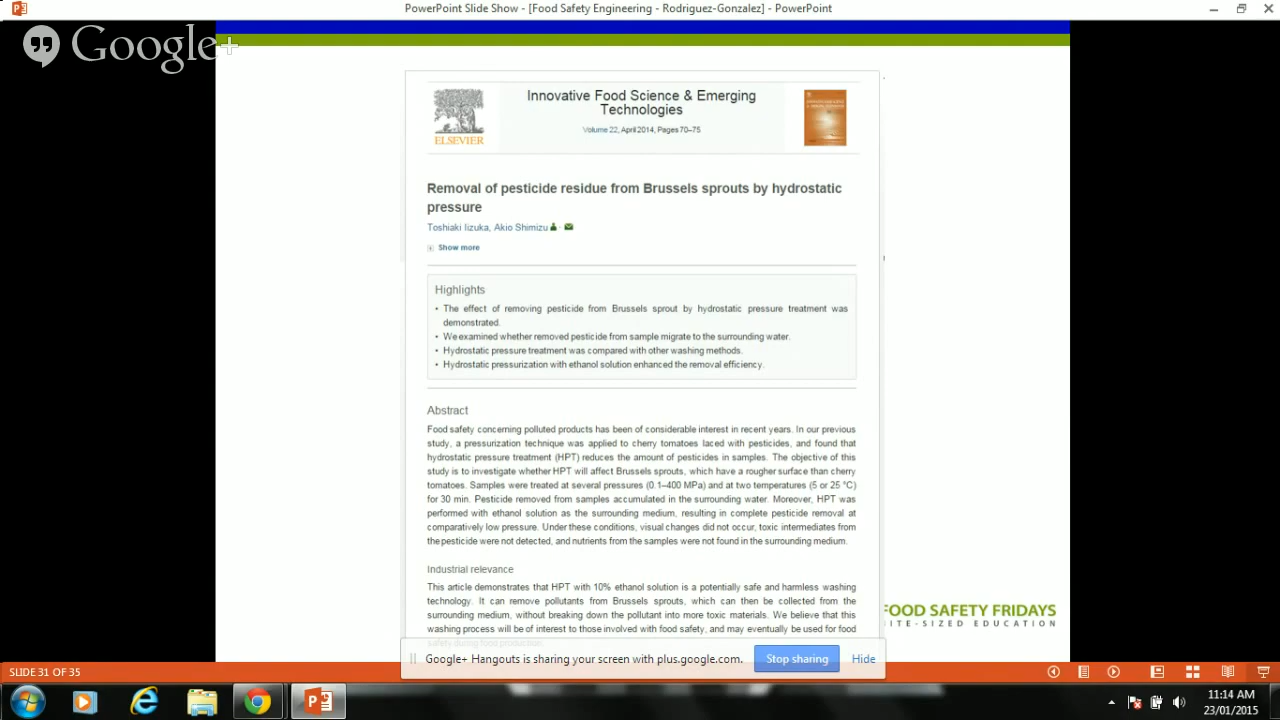 PowerPoint Slide Show - [Food Safety Engineering - Rodriguez-Gonzalez] - PowerPoint
Google+
Innovative Food Science & Emerging
Technologies
Volume 22, April 2014, Pages 70–75
ELSEVIER
Removal of pesticide residue from Brussels sprouts by hydrostatic
pressure
Toshiaki Iizuka, Akio Shimizu
Show more
Highlights
• The effect of removing pesticide from Brussels sprout by hydrostatic pressure treatment was
demonstrated.
• We examined whether removed pesticide from sample migrate to the surrounding water.
• Hydrostatic pressure treatment was compared with other washing methods.
• Hydrostatic pressurization with ethanol solution enhanced the removal efficiency.
Abstract
Food safety concerning polluted products has been of considerable interest in recent years. In our previous
study, a pressurization technique was applied to cherry tomatoes laced with pesticides, and found that
hydrostatic pressure treatment (HPT) reduces the amount of pesticides in samples. The objective of this
study is to investigate whether HPT will affect Brussels sprouts, which have a rougher surface than cherry
tomatoes. Samples were treated at several pressures (0.1–400 MPa) and at two temperatures (5 or 25 °C)
for 30 min. Pesticide removed from samples accumulated in the surrounding water. Moreover, HPT was
performed with ethanol solution as the surrounding medium, resulting in complete pesticide removal at
comparatively low pressure. Under these conditions, visual changes did not occur, toxic intermediates from
the pesticide were not detected, and nutrients from the samples were not found in the surrounding medium.
Industrial relevance
This article demonstrates that HPT with 10% ethanol solution is a potentially safe and harmless washing
technology. It can remove pollutants from Brussels sprouts, which can then be collected from the
surrounding medium, without breaking down the pollutant into more toxic materials. We believe that this
washing process will be of interest to those involved with food safety, and may eventually be used for food
safety during food production.
FOOD SAFETY FRIDAYS
ITE-SIZED EDUCATION
Google+ Hangouts is sharing your screen with plus.google.com.
Stop sharing
Hide
SLIDE 31 OF 35
11:14 AM
23/01/2015